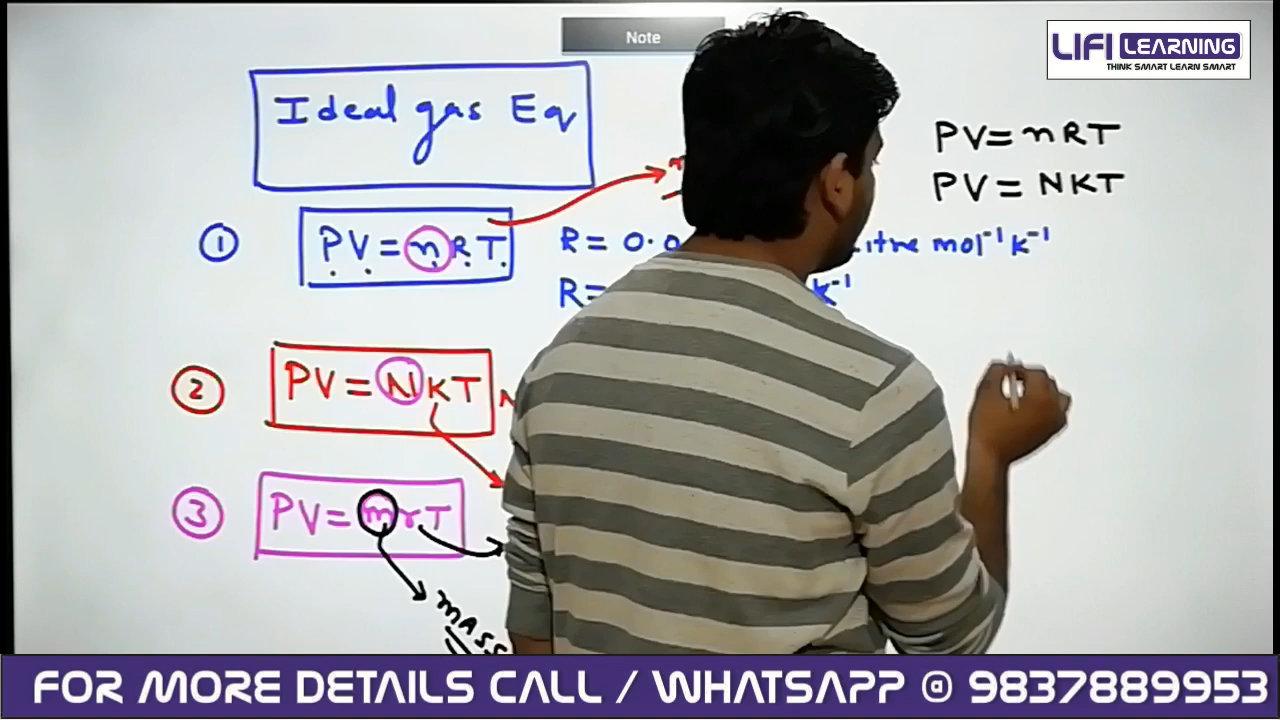 Note
LIFI LEARNING
THINK SMART LEARN SMART
Ideal gas Eq
PV = nRT
PV = NKT
① PV = nRT
R = 0.0 litre mol⁻¹ k⁻¹
R = k⁻¹
② PV = NKT
③ PV = mrT
MASS
FOR MORE DETAILS CALL / WHATSAPP @ 9837889953